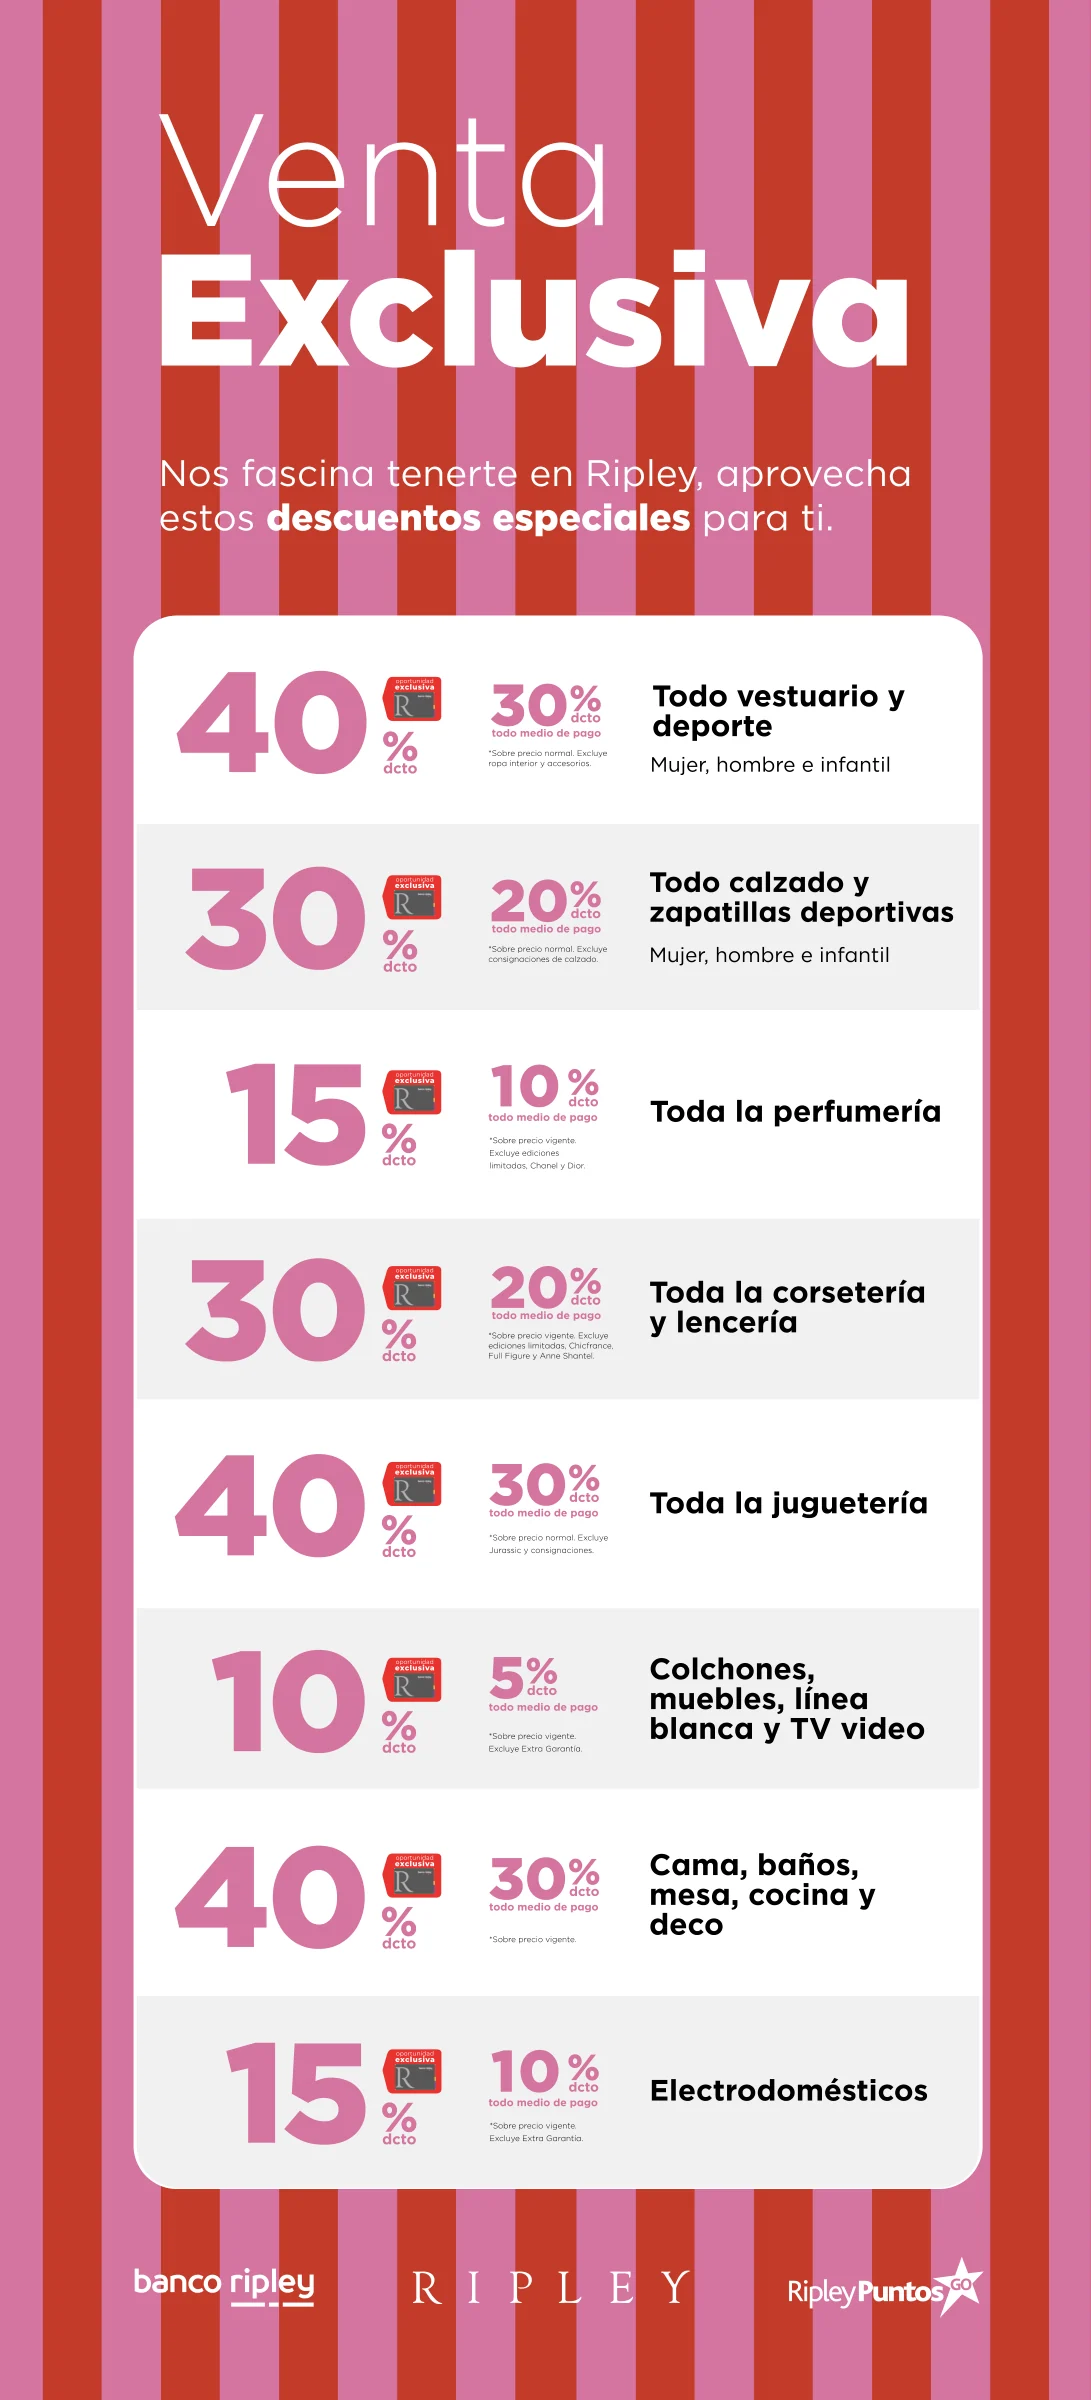 Venta
Exclusiva
Nos fascina tenerte en Ripley, aprovecha
estos descuentos especiales para ti.
40
oportunidad
exclusiva
R
%
dcto
30%
dcto
todo medio de pago
*Sobre precio normal. Excluye
ropa interior y accesorios.
Todo vestuario y
deporte
Mujer, hombre e infantil
30
oportunidad
exclusiva
R
%
dcto
20%
dcto
todo medio de pago
*Sobre precio normal. Excluye
consignaciones de calzado.
Todo calzado y
zapatillas deportivas
Mujer, hombre e infantil
15
oportunidad
exclusiva
R
%
dcto
10%
dcto
todo medio de pago
*Sobre precio vigente.
Excluye ediciones
limitadas, Chanel y Dior.
Toda la perfumería
30
oportunidad
exclusiva
R
%
dcto
20%
dcto
todo medio de pago
*Sobre precio vigente. Excluye
ediciones limitadas, Chicfrance,
Full Figure y Anne Shantel.
Toda la corsetería
y lencería
40
oportunidad
exclusiva
R
%
dcto
30%
dcto
todo medio de pago
*Sobre precio normal. Excluye
Jurassic y consignaciones.
Toda la juguetería
10
oportunidad
exclusiva
R
%
dcto
5%
dcto
todo medio de pago
*Sobre precio vigente.
Excluye Extra Garantía.
Colchones,
muebles, línea
blanca y TV video
40
oportunidad
exclusiva
R
%
dcto
30%
dcto
todo medio de pago
*Sobre precio vigente.
Cama, baños,
mesa, cocina y
deco
15
oportunidad
exclusiva
R
%
dcto
10%
dcto
todo medio de pago
*Sobre precio vigente.
Excluye Extra Garantía.
Electrodomésticos
banco ripley
RIPLEY
RipleyPuntos GO